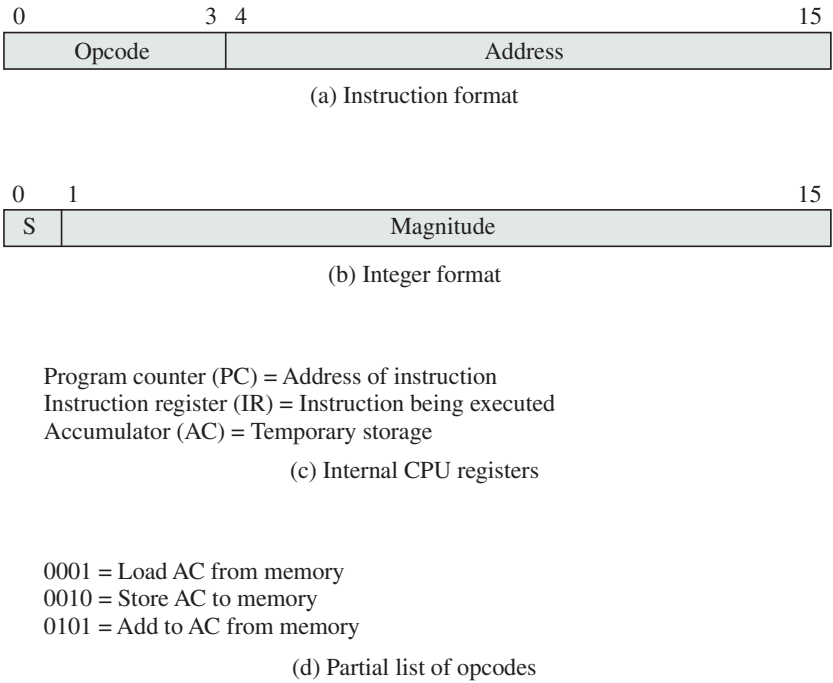 0 3 4 15
Opcode Address
(a) Instruction format
0 1 15
S Magnitude
(b) Integer format
Program counter (PC) = Address of instruction
Instruction register (IR) = Instruction being executed
Accumulator (AC) = Temporary storage
(c) Internal CPU registers
0001 = Load AC from memory
0010 = Store AC to memory
0101 = Add to AC from memory
(d) Partial list of opcodes